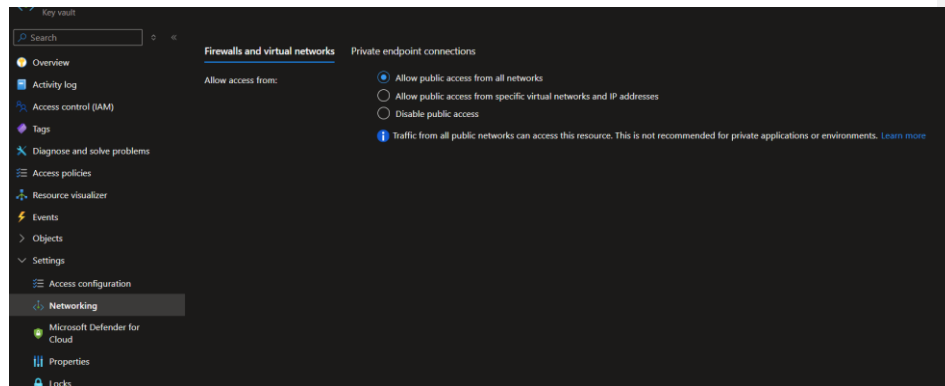 Key vault
Search
Overview
Activity log
Access control (IAM)
Tags
Diagnose and solve problems
Access policies
Resource visualizer
Events
Objects
Settings
Access configuration
Networking
Microsoft Defender for
Cloud
Properties
Locks
Firewalls and virtual networks
Private endpoint connections
Allow access from:
Allow public access from all networks
Allow public access from specific virtual networks and IP addresses
Disable public access
Traffic from all public networks can access this resource. This is not recommended for private applications or environments. Learn more